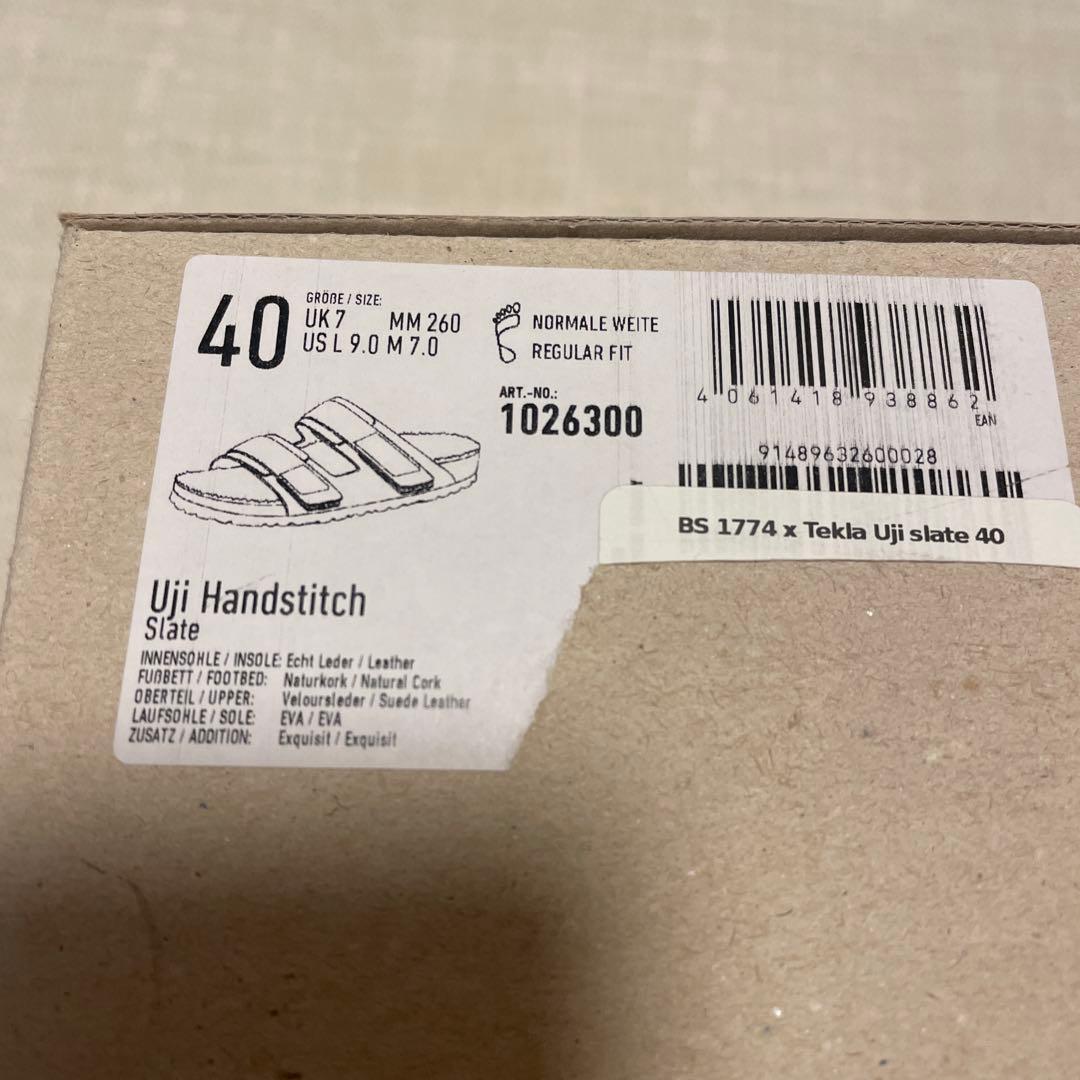 40
GRÖßE / SIZE:
UK 7 MM 260
US L 9.0 M 7.0
NORMALE WEITE
REGULAR FIT
ART.-NO.:
1026300
4 061418 938862
EAN
91489632600028
BS 1774 x Tekla Uji slate 40
Uji Handstitch
Slate
INNENSOHLE / INSOLE: Echt Leder / Leather
FUßBETT / FOOTBED: Naturkork / Natural Cork
OBERTEIL / UPPER: Veloursleder / Suede Leather
LAUFSOHLE / SOLE: EVA / EVA
ZUSATZ / ADDITION: Exquisit / Exquisit